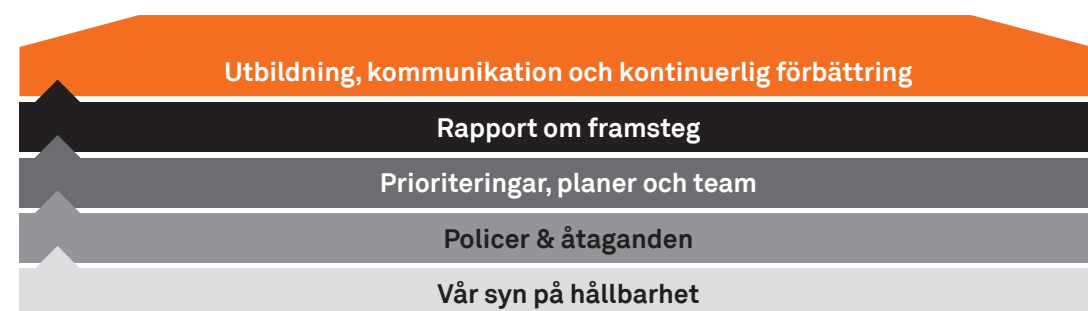 Utbildning, kommunikation och kontinuerlig förbättring
Rapport om framsteg
Prioriteringar, planer och team
Policer & åtaganden
Vår syn på hållbarhet